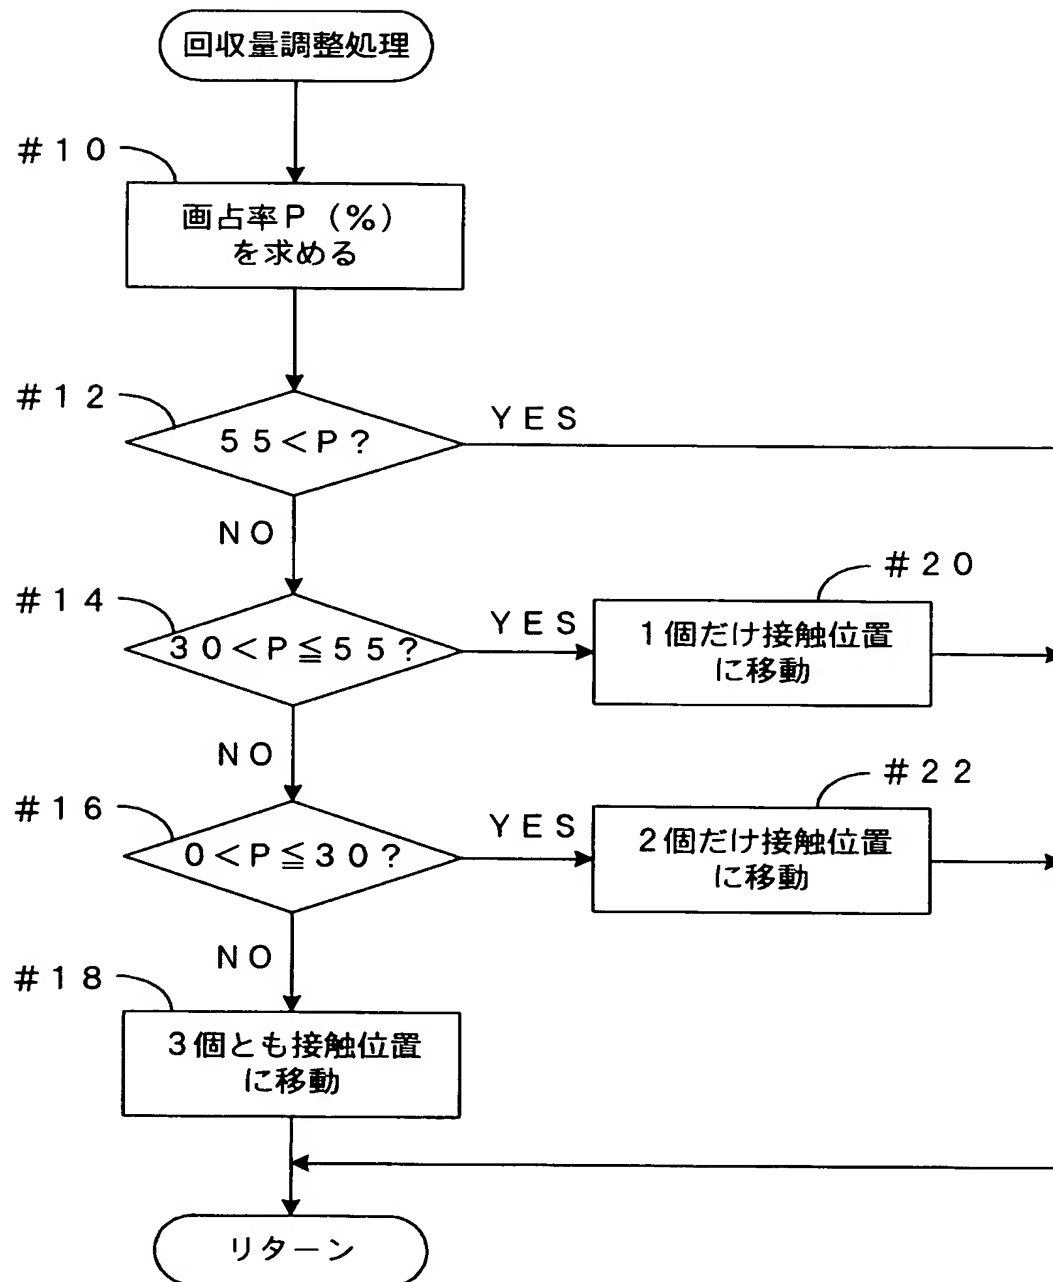 回収量調整処理
＃１０
画占率Ｐ（％）
を求める
＃１２
５５＜Ｐ？
ＹＥＳ
ＮＯ
＃１４
３０＜Ｐ≦５５？
ＹＥＳ
＃２０
１個だけ接触位置
に移動
ＮＯ
＃１６
０＜Ｐ≦３０？
ＹＥＳ
＃２２
２個だけ接触位置
に移動
ＮＯ
＃１８
３個とも接触位置
に移動
リターン